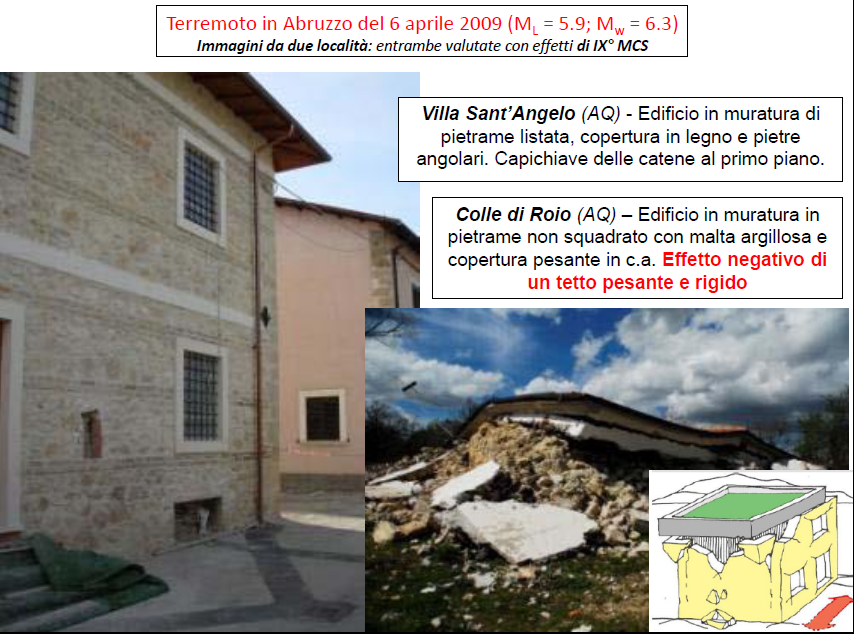 Terremoto in Abruzzo del 6 aprile 2009 (ML = 5.9; Mw = 6.3)
Immagini da due località: entrambe valutate con effetti di IX° MCS
Villa Sant’Angelo (AQ) - Edificio in muratura di
pietrame listata, copertura in legno e pietre
angolari. Capichiave delle catene al primo piano.
Colle di Roio (AQ) – Edificio in muratura in
pietrame non squadrato con malta argillosa e
copertura pesante in c.a. Effetto negativo di
un tetto pesante e rigido